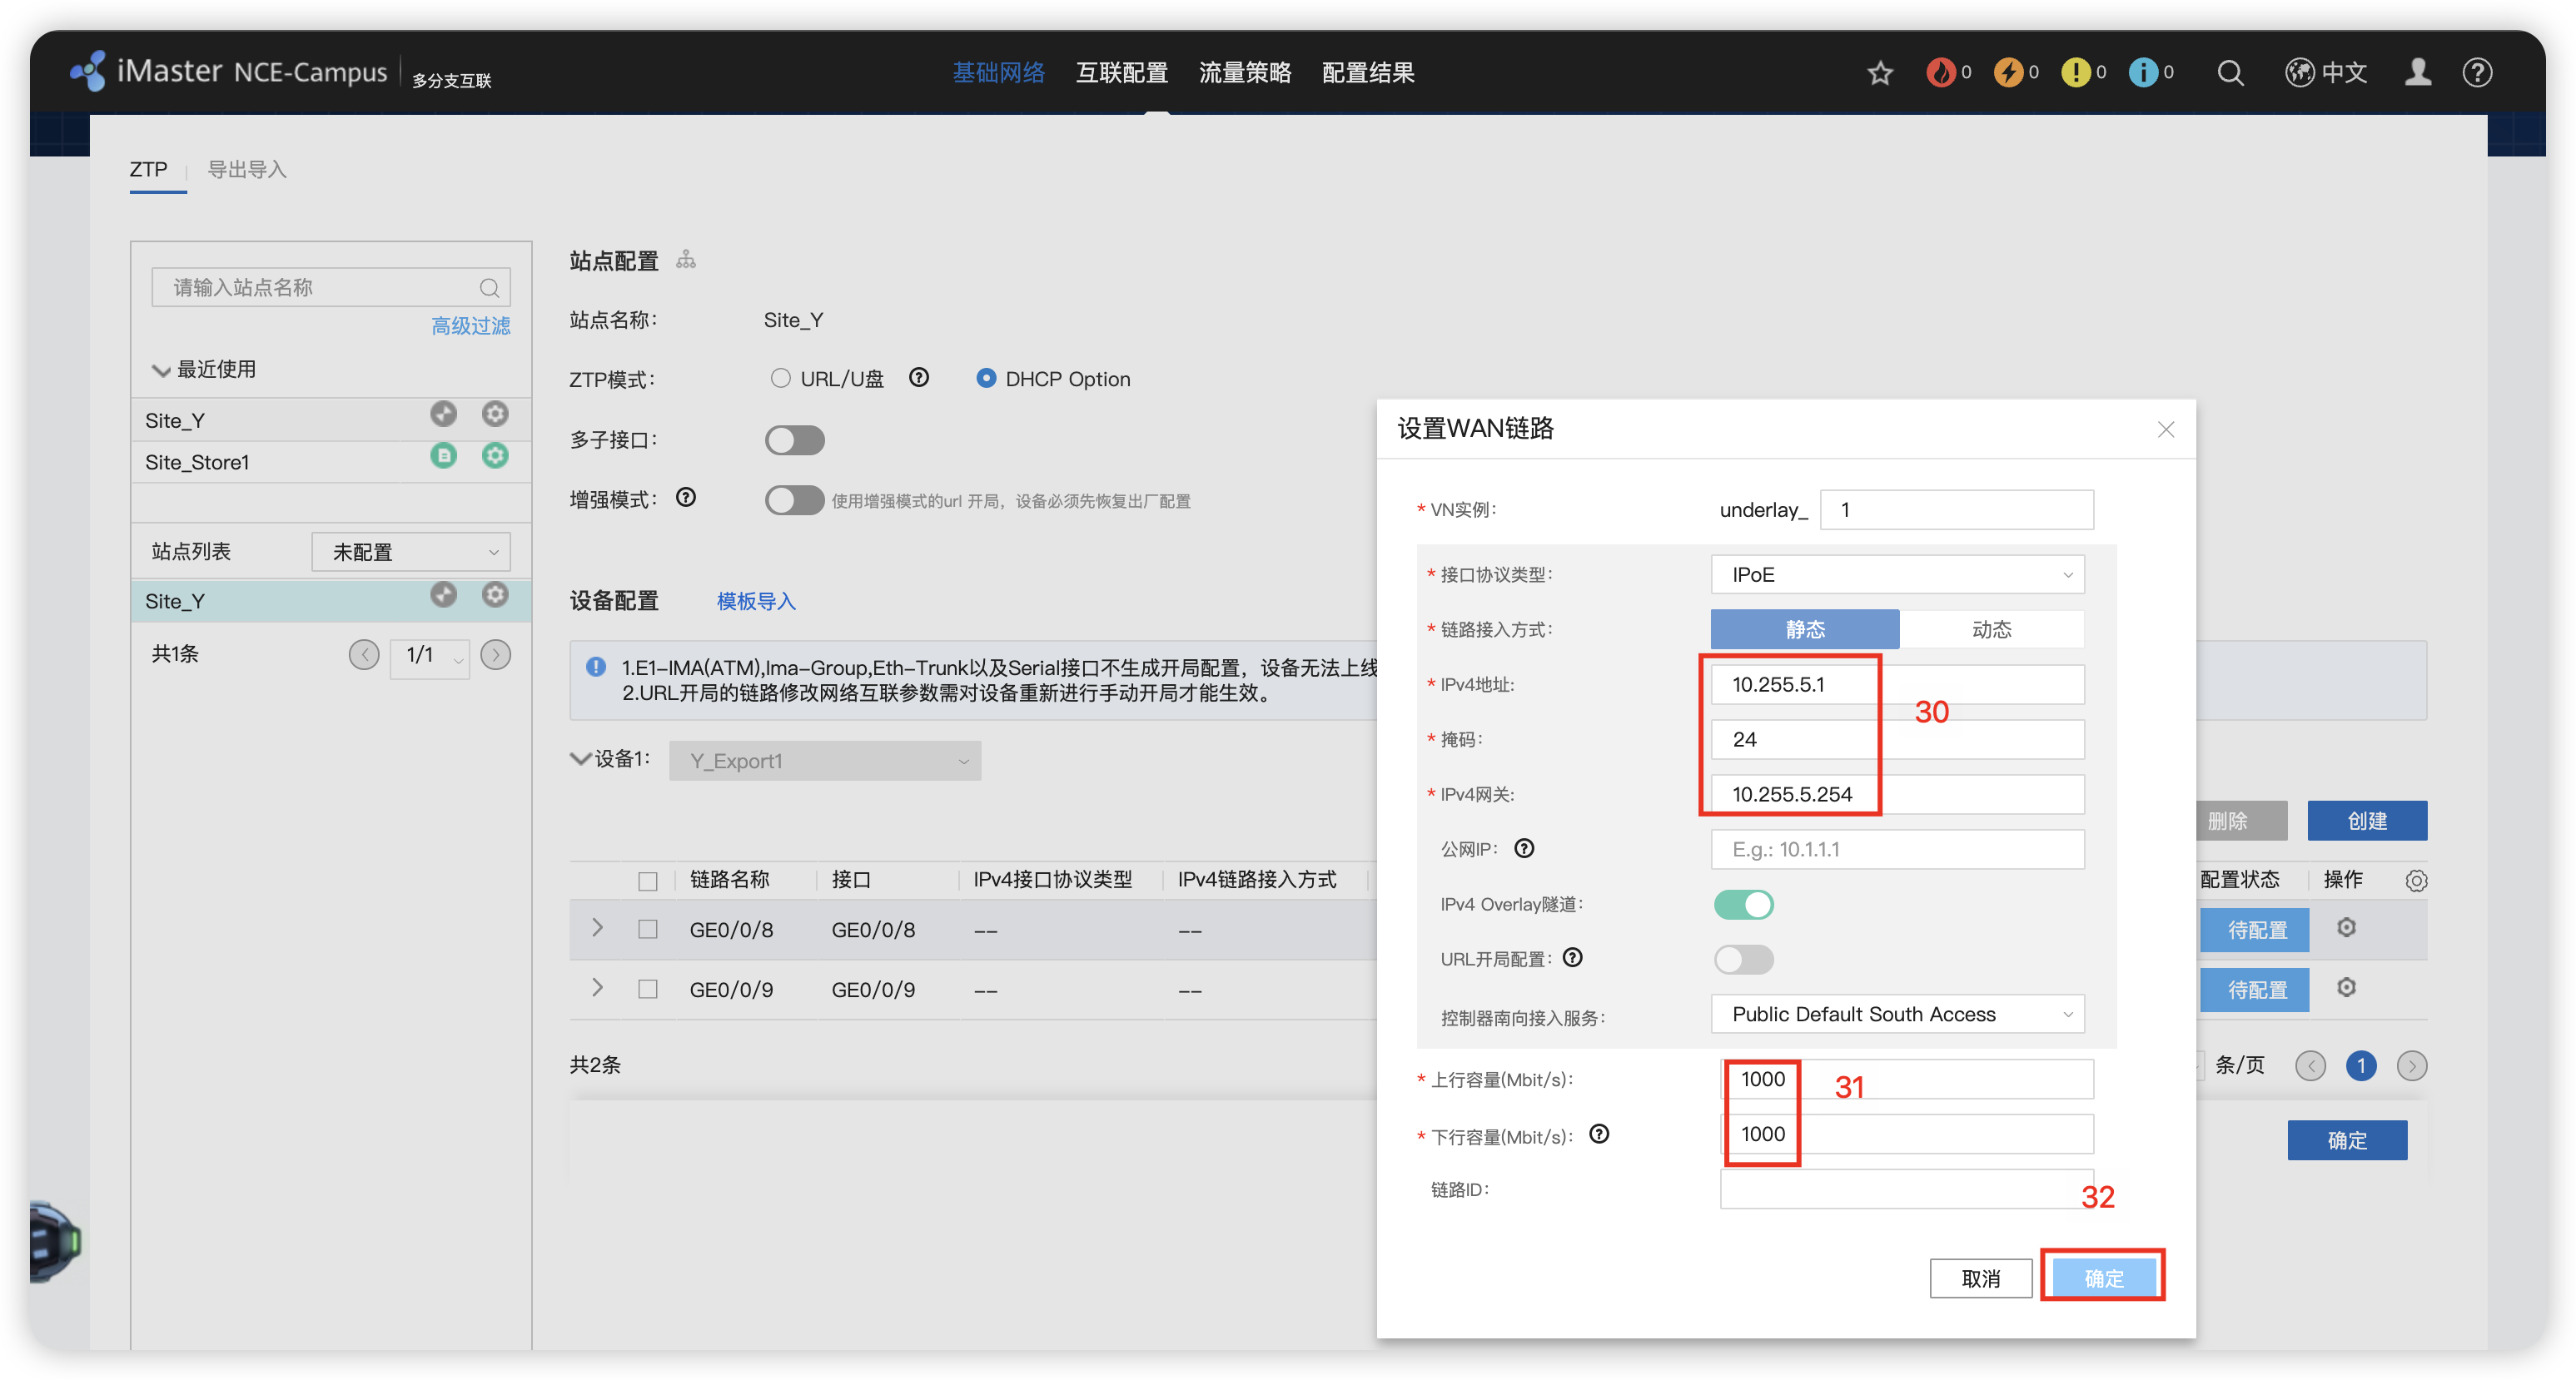 iMaster NCE-Campus 多分支互联
基础网络 互联配置 流量策略 配置结果
0 0 0 0 中文
ZTP 导出导入
请输入站点名称
高级过滤
最近使用
Site_Y
Site_Store1
站点列表 未配置
Site_Y
共1条 1/1
站点配置
站点名称: Site_Y
ZTP模式: URL/U盘 DHCP Option
多子接口:
增强模式: 使用增强模式的url 开局，设备必须先恢复出厂配置
设备配置 模板导入
1.E1-IMA(ATM),Ima-Group,Eth-Trunk以及Serial接口不生成开局配置，设备无法上线
2.URL开局的链路修改网络互联参数需对设备重新进行手动开局才能生效。
设备1: Y_Export1
删除 创建
链路名称 接口 IPv4接口协议类型 IPv4链路接入方式 配置状态 操作
GE0/0/8 GE0/0/8 -- -- 待配置
GE0/0/9 GE0/0/9 -- -- 待配置
共2条 条/页 1
确定
设置WAN链路
* VN实例: underlay_ 1
* 接口协议类型: IPoE
* 链路接入方式: 静态 动态
* IPv4地址: 10.255.5.1
30
* 掩码: 24
* IPv4网关: 10.255.5.254
公网IP: E.g.: 10.1.1.1
IPv4 Overlay隧道:
URL开局配置:
控制器南向接入服务: Public Default South Access
* 上行容量(Mbit/s): 1000
31
* 下行容量(Mbit/s): 1000
链路ID:
32
取消 确定